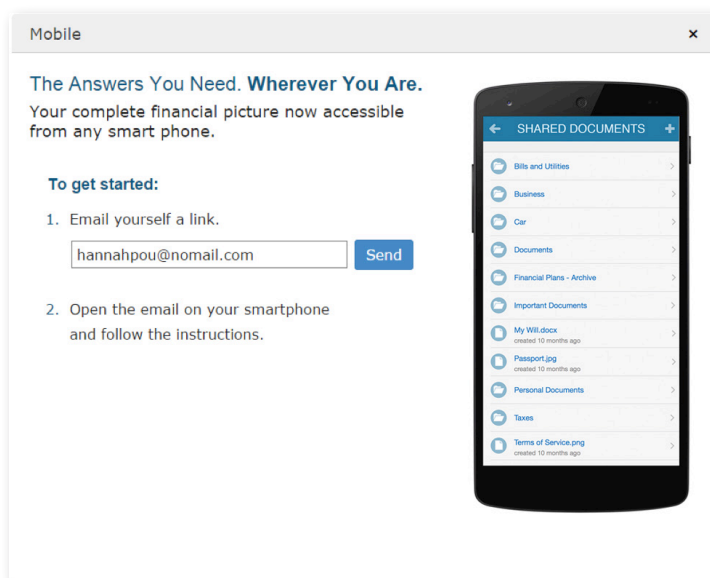 Mobile
×
The Answers You Need. Wherever You Are.
Your complete financial picture now accessible
from any smart phone.
To get started:
1. Email yourself a link.
hannahpou@nomail.com
Send
2. Open the email on your smartphone
and follow the instructions.
SHARED DOCUMENTS
Bills and Utilities
Business
Car
Documents
Financial Plans - Archive
Important Documents
My Will.docx
created 10 months ago
Passport.jpg
created 10 months ago
Personal Documents
Taxes
Terms of Service.png
created 10 months ago